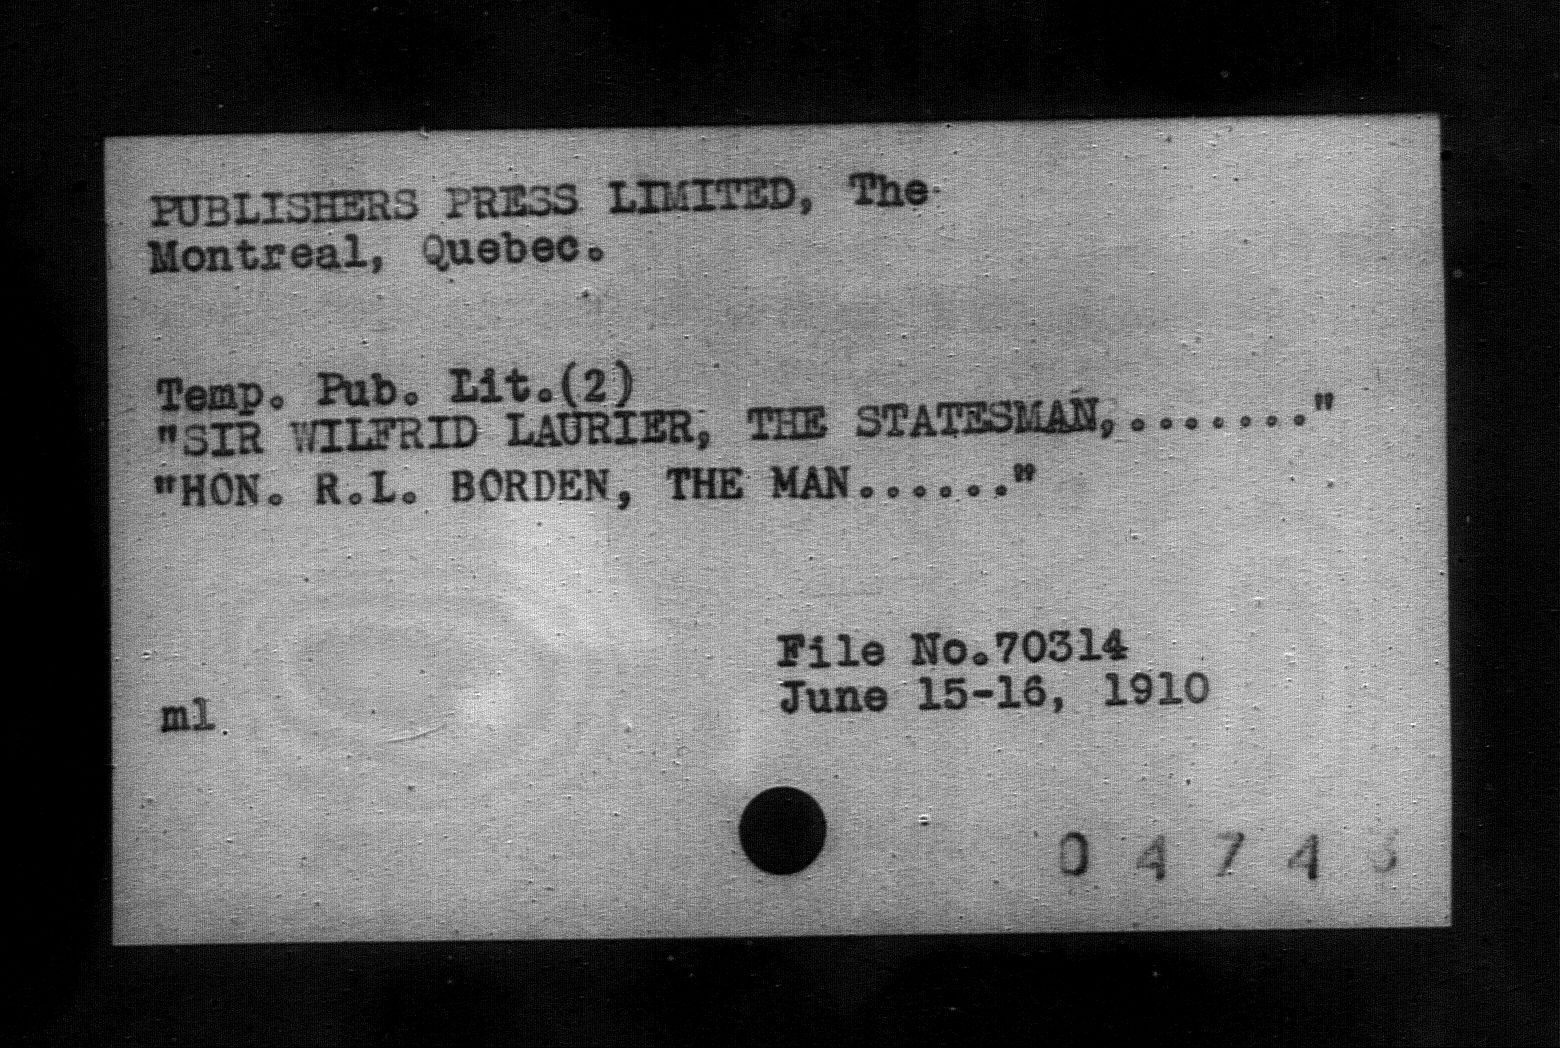 PUBLISHERS PRESS LIMITED, The
Montreal, Quebec.
Temp. Pub. Lit.(2)
"SIR WILFRID LAURIER, THE STATESMAN,......."
"HON. R.L. BORDEN, THE MAN......"
File No.70314
June 15-16, 1910
ml
0 4 7 4